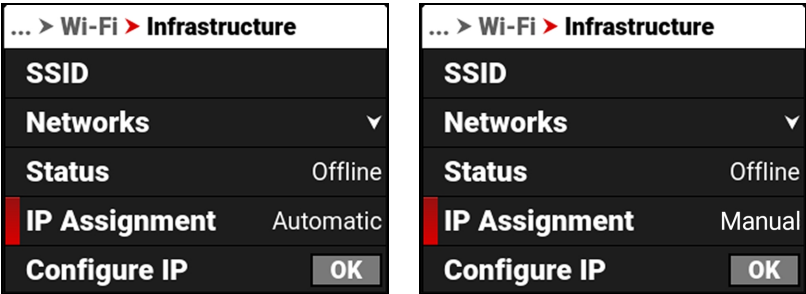 ... > Wi-Fi > Infrastructure
SSID
Networks
Status Offline
IP Assignment Automatic
Configure IP OK
... > Wi-Fi > Infrastructure
SSID
Networks
Status Offline
IP Assignment Manual
Configure IP OK